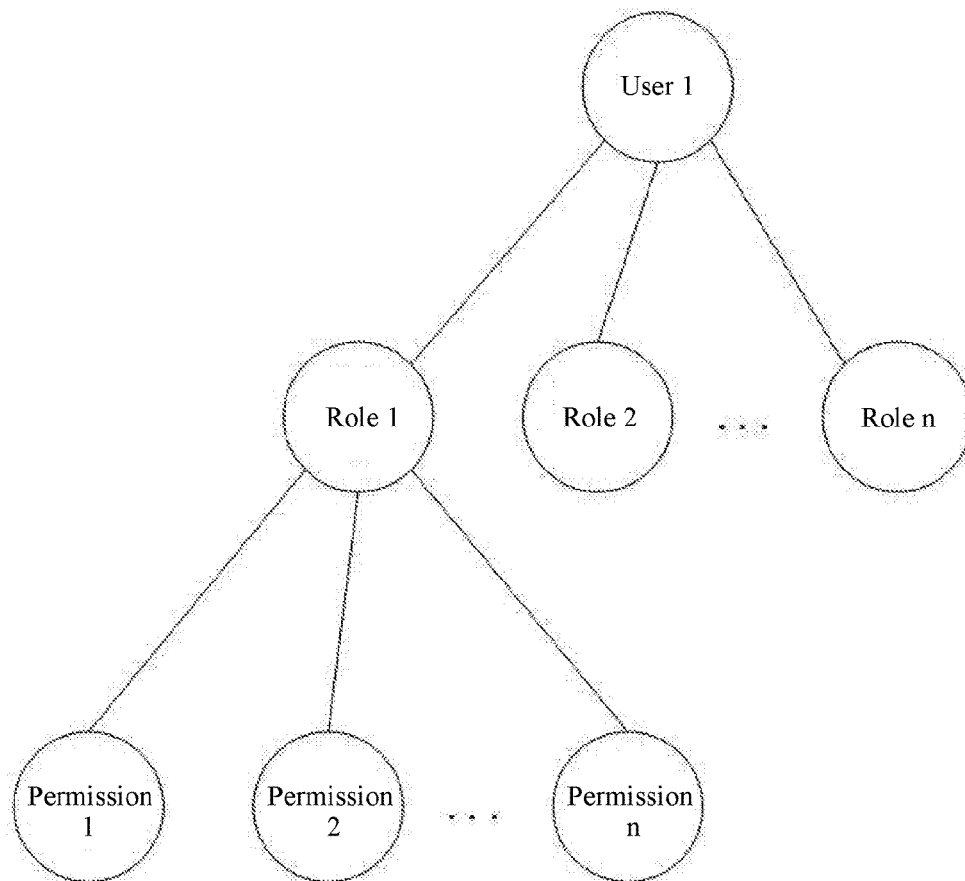 User 1
Role 1
Role 2
. . .
Role n
Permission
1
Permission
2
. . .
Permission
n